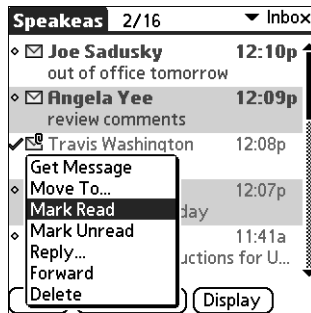 Speakeas 2/16 Inbox
Joe Sadusky 12:10p
out of office tomorrow
Angela Yee 12:09p
review comments
Travis Washington 12:08p
Get Message
Move To...
12:07p
Mark Read
day
Mark Unread
11:41a
Reply...
uctions for U...
Forward
Delete
Display